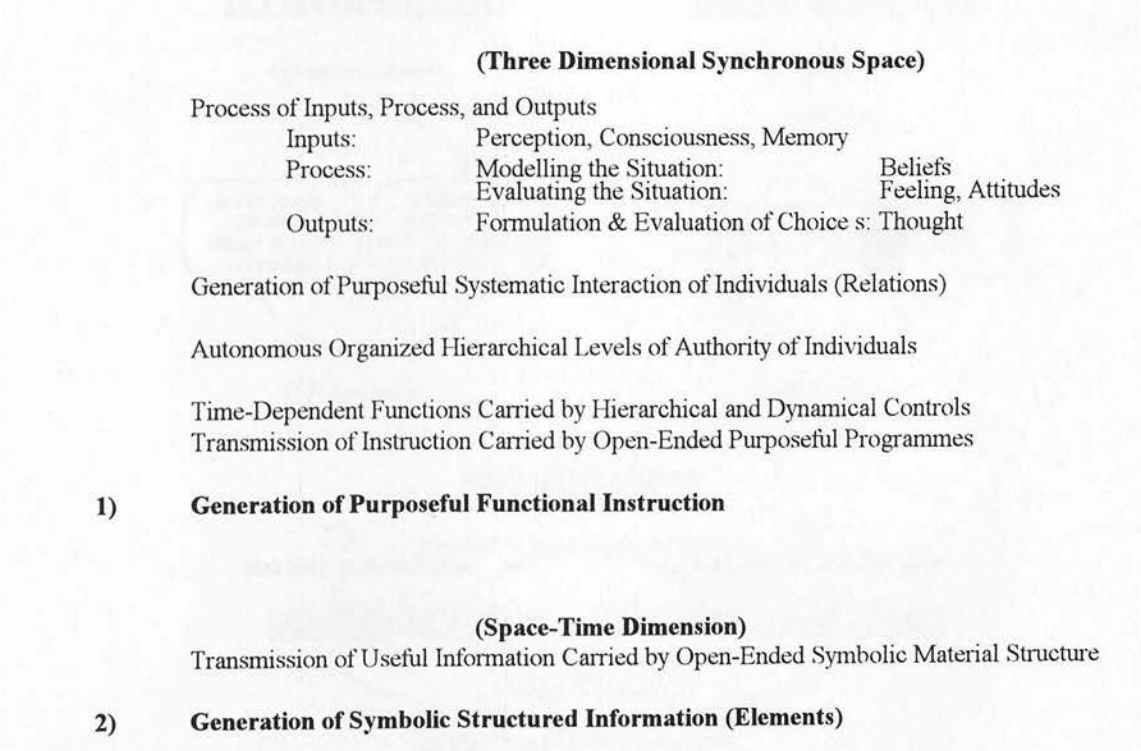 (Three Dimensional Synchronous Space)
Process of Inputs, Process, and Outputs
Inputs: Perception, Consciousness, Memory
Process: Modelling the Situation: Beliefs
Evaluating the Situation: Feeling, Attitudes
Outputs: Formulation & Evaluation of Choice s: Thought
Generation of Purposeful Systematic Interaction of Individuals (Relations)
Autonomous Organized Hierarchical Levels of Authority of Individuals
Time-Dependent Functions Carried by Hierarchical and Dynamical Controls
Transmission of Instruction Carried by Open-Ended Purposeful Programmes
1) Generation of Purposeful Functional Instruction
(Space-Time Dimension)
Transmission of Useful Information Carried by Open-Ended Symbolic Material Structure
2) Generation of Symbolic Structured Information (Elements)